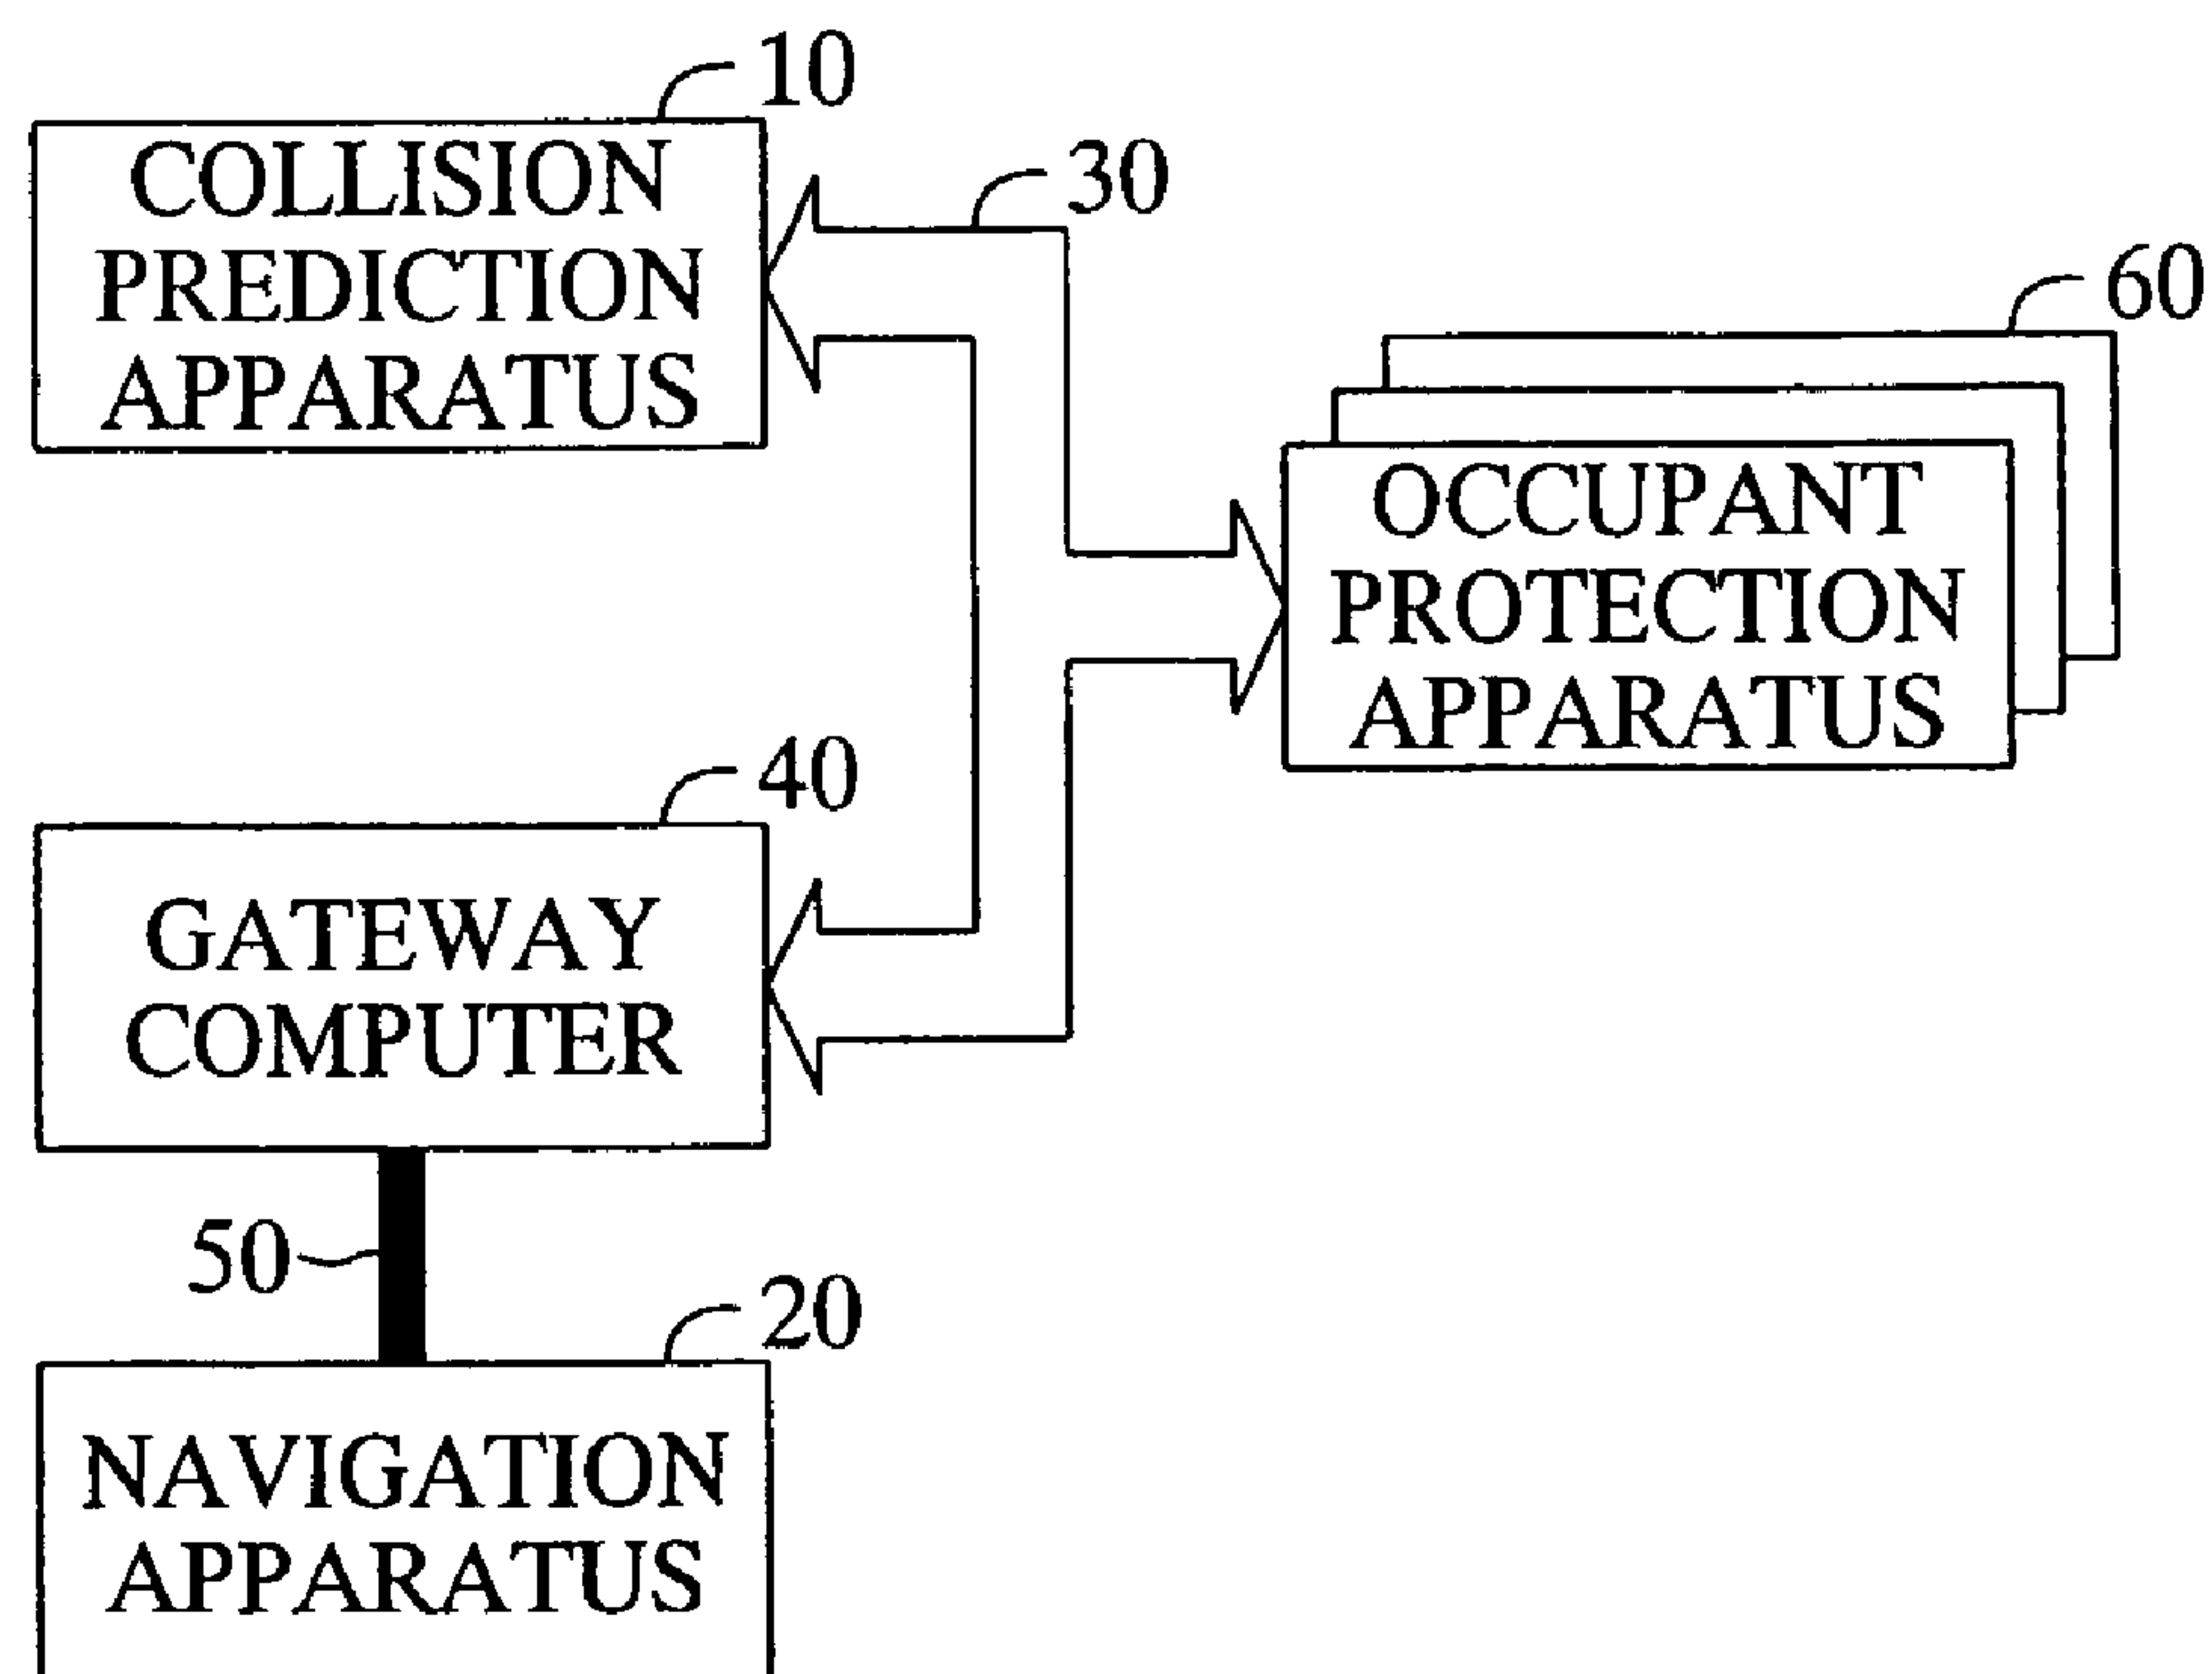 10
COLLISION
PREDICTION
APPARATUS
30
60
OCCUPANT
PROTECTION
APPARATUS
40
GATEWAY
COMPUTER
50
20
NAVIGATION
APPARATUS